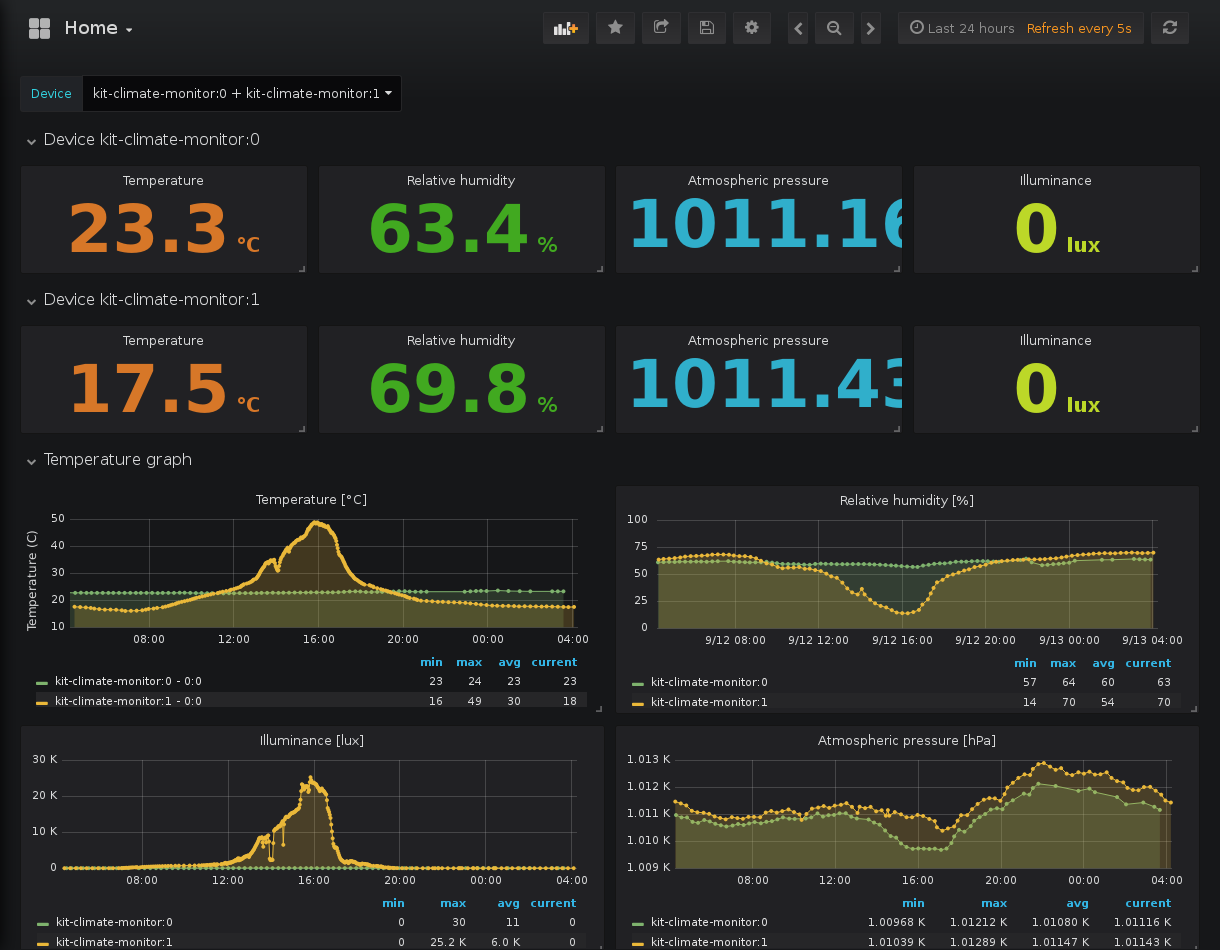 Home
Last 24 hours Refresh every 5s
Device kit-climate-monitor:0 + kit-climate-monitor:1
Device kit-climate-monitor:0
Temperature Relative humidity Atmospheric pressure Illuminance
23.3 °C 63.4 % 1011.16 0 lux
Device kit-climate-monitor:1
Temperature Relative humidity Atmospheric pressure Illuminance
17.5 °C 69.8 % 1011.43 0 lux
Temperature graph
Temperature [°C]
Temperature (C)
50
40
30
20
10
08:00 12:00 16:00 20:00 00:00 04:00
min max avg current
kit-climate-monitor:0 - 0:0 23 24 23 23
kit-climate-monitor:1 - 0:0 16 49 30 18
Relative humidity [%]
100
75
50
25
0
9/12 08:00 9/12 12:00 9/12 16:00 9/12 20:00 9/13 00:00 9/13 04:00
min max avg current
kit-climate-monitor:0 57 64 60 63
kit-climate-monitor:1 14 70 54 70
Illuminance [lux]
30 K
20 K
10 K
0
08:00 12:00 16:00 20:00 00:00 04:00
min max avg current
kit-climate-monitor:0 0 30 11 0
kit-climate-monitor:1 0 25.2 K 6.0 K 0
Atmospheric pressure [hPa]
1.013 K
1.012 K
1.011 K
1.010 K
1.009 K
08:00 12:00 16:00 20:00 00:00 04:00
min max avg current
kit-climate-monitor:0 1.00968 K 1.01212 K 1.01080 K 1.01116 K
kit-climate-monitor:1 1.01039 K 1.01289 K 1.01147 K 1.01143 K